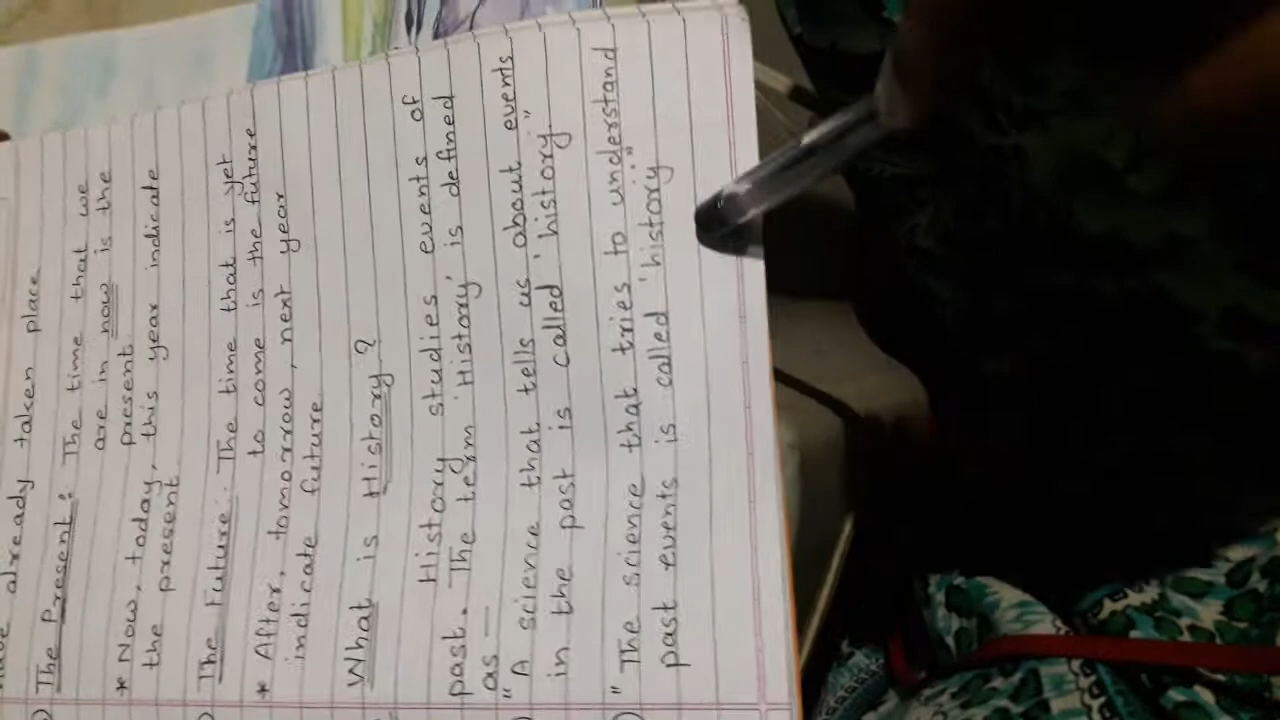 already taken place
) The Present : The time that we
are in now is the
present.
* Now, today, this year indicate
the present
) The Future : The time that is yet
to come is the future
* After, tomorrow, next year
indicate future
What is History ?
History studies events of
past. The term 'History' is defined
as —
) " A science that tells us about events
in the past is called 'history'."
) " The science that tries to understand
past events is called 'history'."